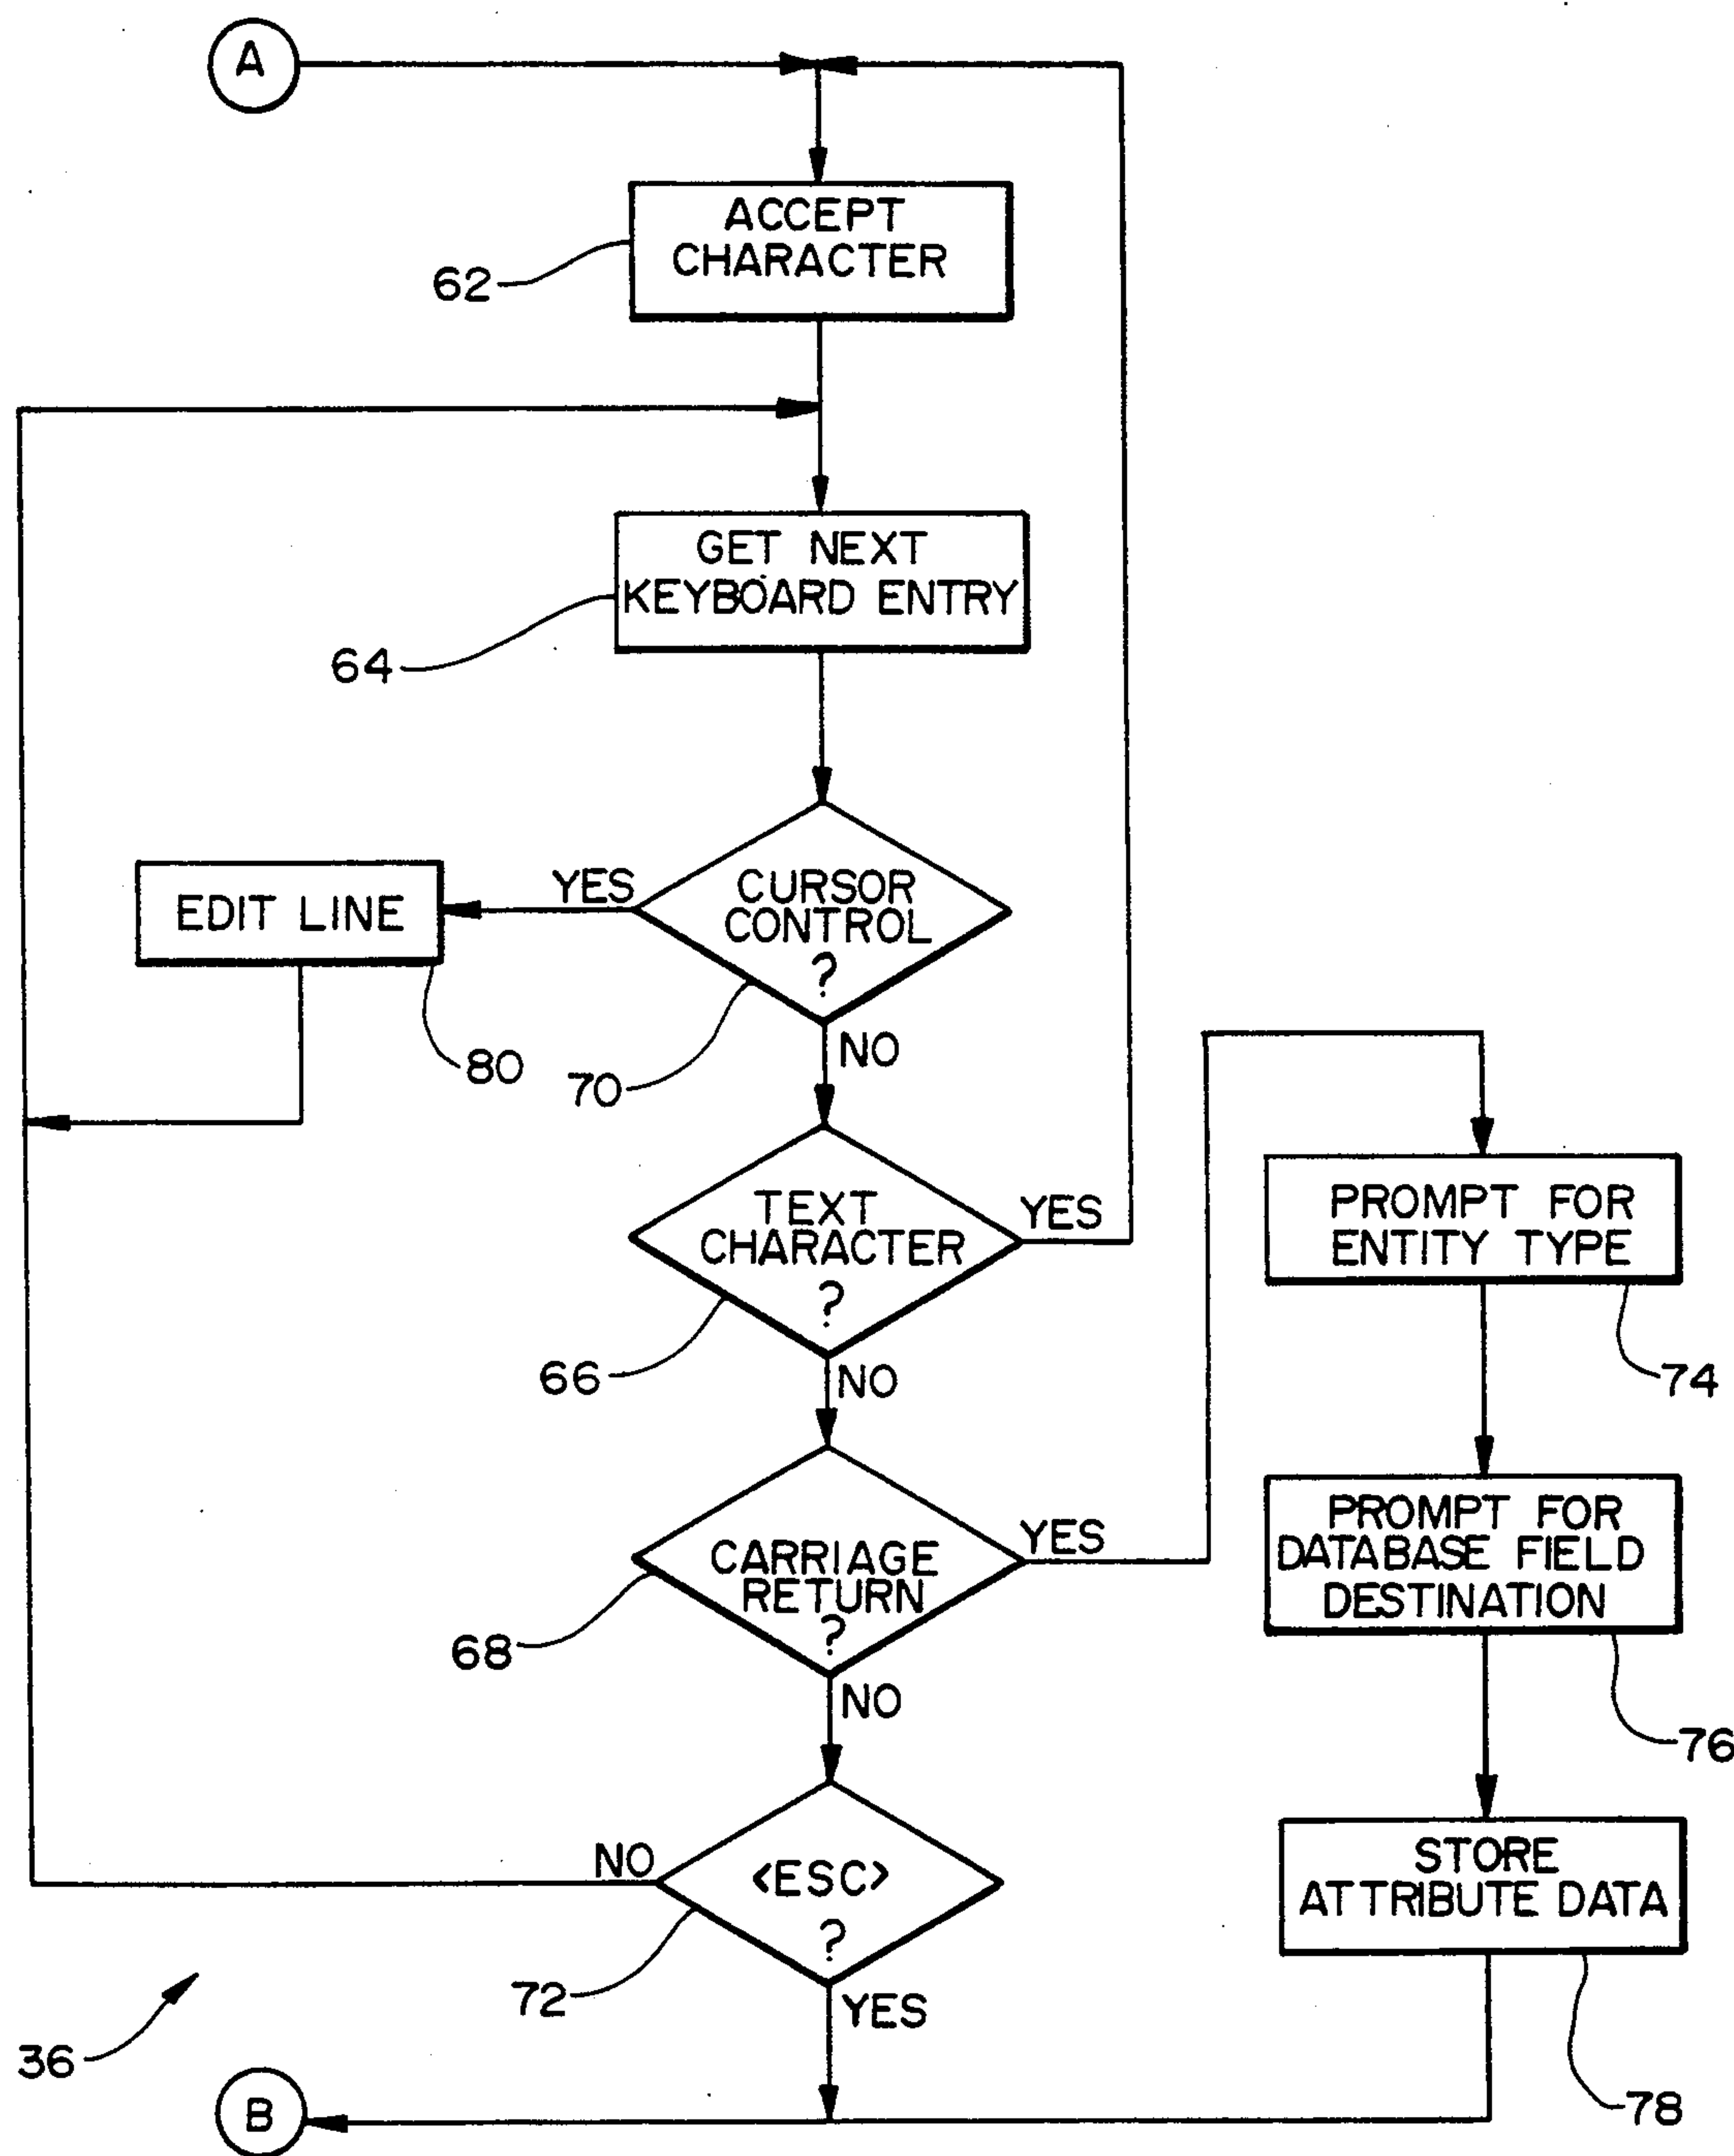 A
ACCEPT
CHARACTER
62
GET NEXT
KEYBOARD ENTRY
64
CURSOR
CONTROL
?
YES
EDIT LINE
80
70
NO
TEXT
CHARACTER
?
YES
66
NO
PROMPT FOR
ENTITY TYPE
74
CARRIAGE
RETURN
?
YES
68
NO
PROMPT FOR
DATABASE FIELD
DESTINATION
76
<ESC>
?
NO
72
YES
STORE
ATTRIBUTE DATA
78
36
B